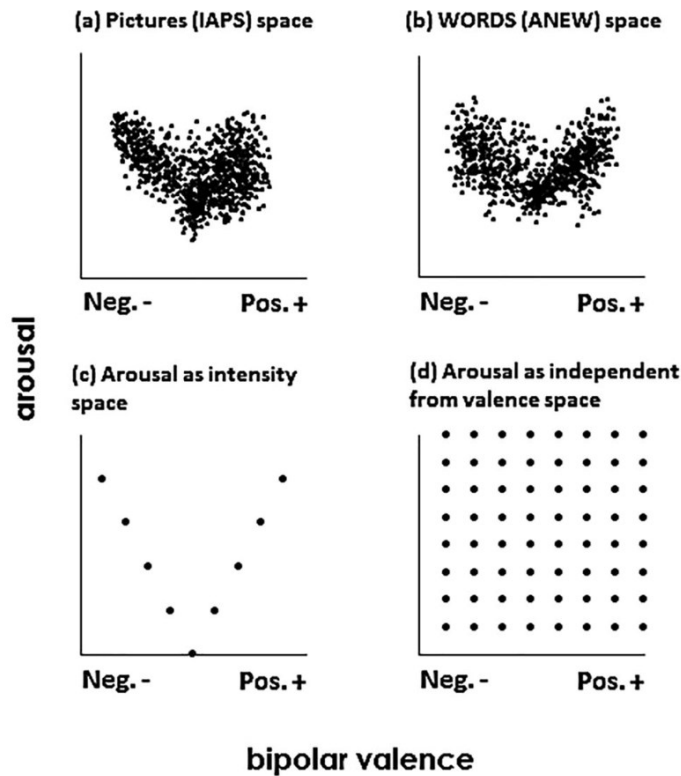 (a) Pictures (IAPS) space
(b) WORDS (ANEW) space
Neg. - Pos. +
Neg. - Pos. +
arousal
(c) Arousal as intensity
space
(d) Arousal as independent
from valence space
Neg. - Pos. +
Neg. - Pos. +
bipolar valence